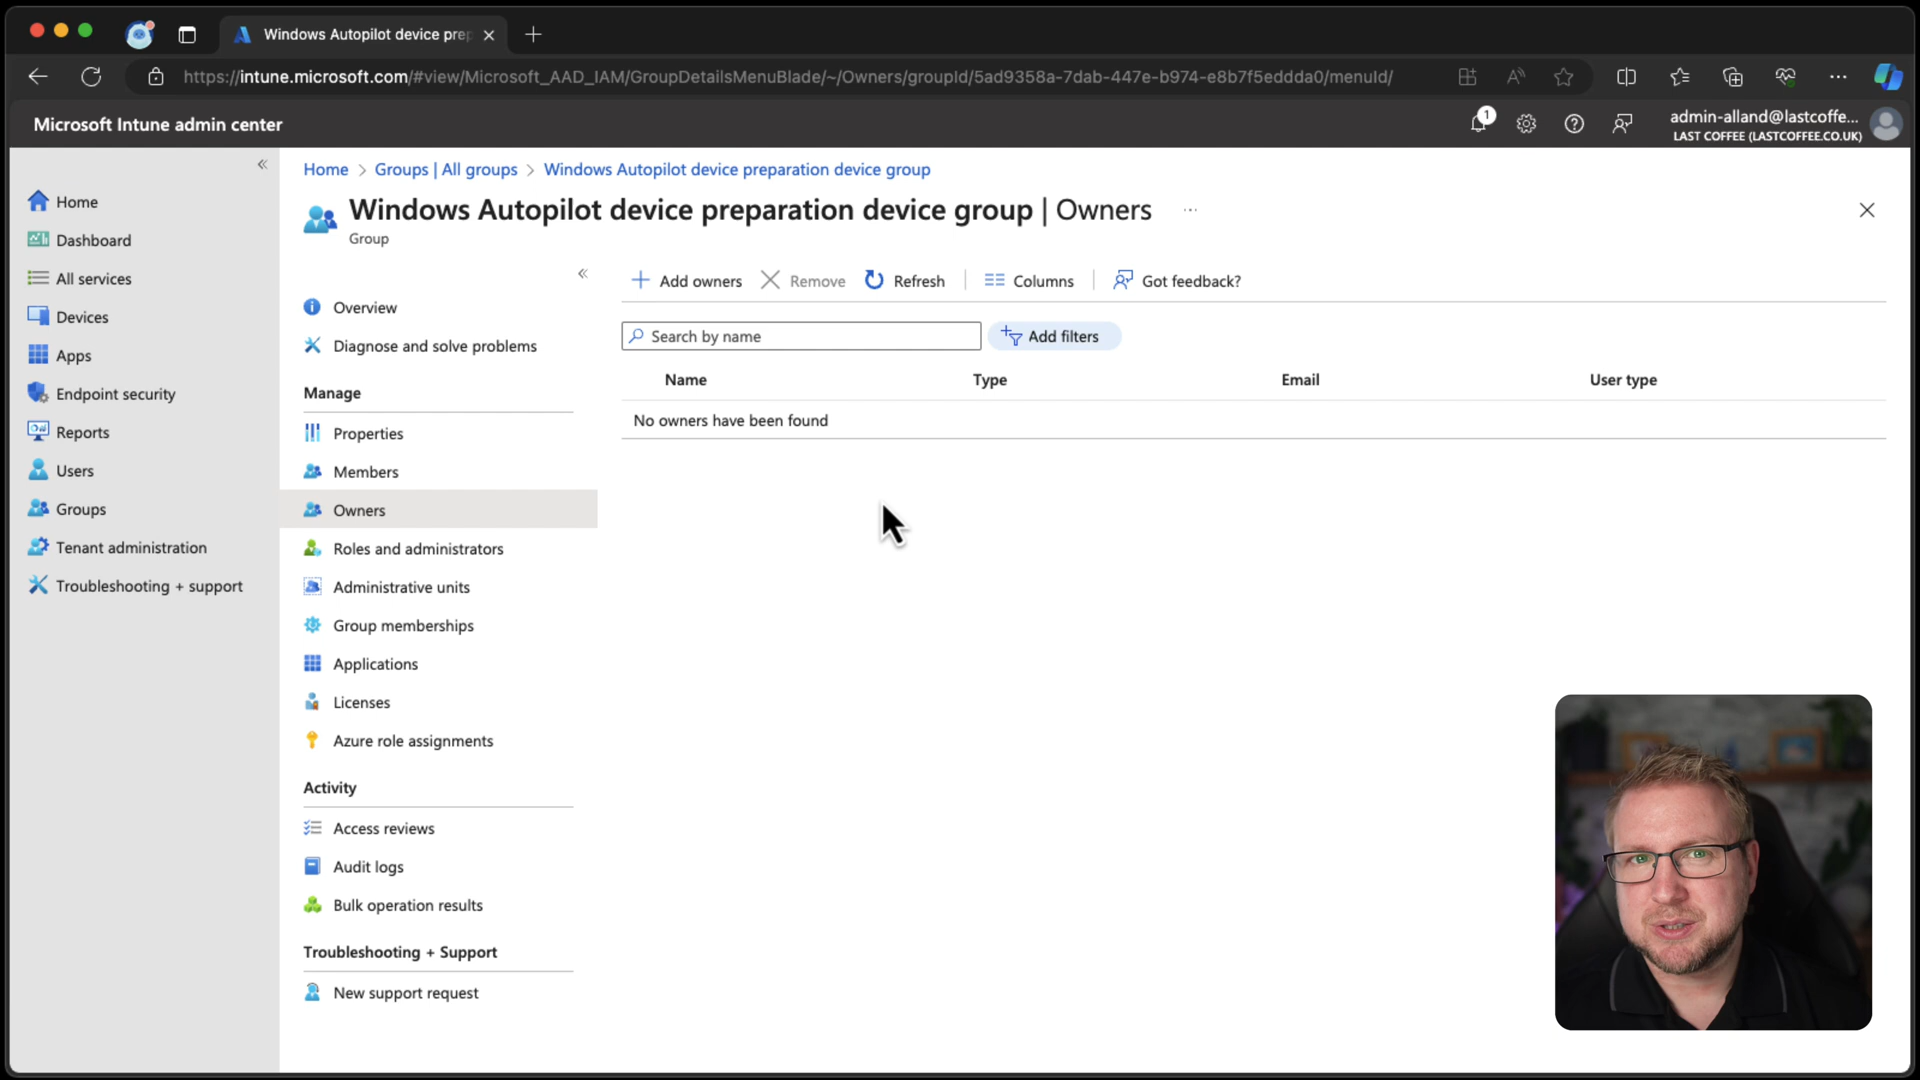 Windows Autopilot device prep
https://intune.microsoft.com/#view/Microsoft_AAD_IAM/GroupDetailsMenuBlade/~/Owners/groupId/5ad9358a-7dab-447e-b974-e8b7f5eddda0/menuId/
Microsoft Intune admin center
1
admin-alland@lastcoffe...
LAST COFFEE (LASTCOFFEE.CO.UK)
Home
Dashboard
All services
Devices
Apps
Endpoint security
Reports
Users
Groups
Tenant administration
Troubleshooting + support
Home > Groups | All groups > Windows Autopilot device preparation device group
Windows Autopilot device preparation device group | Owners ...
Group
Overview
Diagnose and solve problems
Manage
Properties
Members
Owners
Roles and administrators
Administrative units
Group memberships
Applications
Licenses
Azure role assignments
Activity
Access reviews
Audit logs
Bulk operation results
Troubleshooting + Support
New support request
Add owners Remove Refresh Columns Got feedback?
Search by name Add filters
Name Type Email User type
No owners have been found